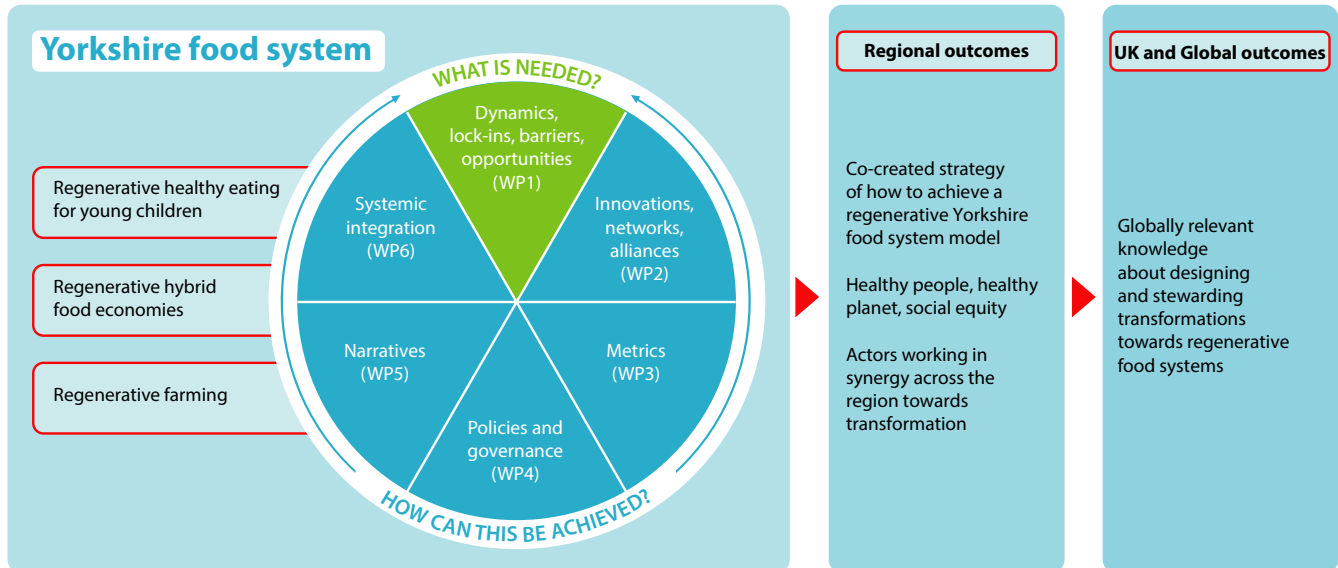 Yorkshire food system
Regenerative healthy eating
for young children
Regenerative hybrid
food economies
Regenerative farming
WHAT IS NEEDED?
Dynamics,
lock-ins, barriers,
opportunities
(WP1)
Innovations,
networks,
alliances
(WP2)
Metrics
(WP3)
Policies and
governance
(WP4)
Narratives
(WP5)
Systemic
integration
(WP6)
HOW CAN THIS BE ACHIEVED?
Regional outcomes
Co-created strategy
of how to achieve a
regenerative Yorkshire
food system model
Healthy people, healthy
planet, social equity
Actors working in
synergy across the
region towards
transformation
UK and Global outcomes
Globally relevant
knowledge
about designing
and stewarding
transformations
towards regenerative
food systems